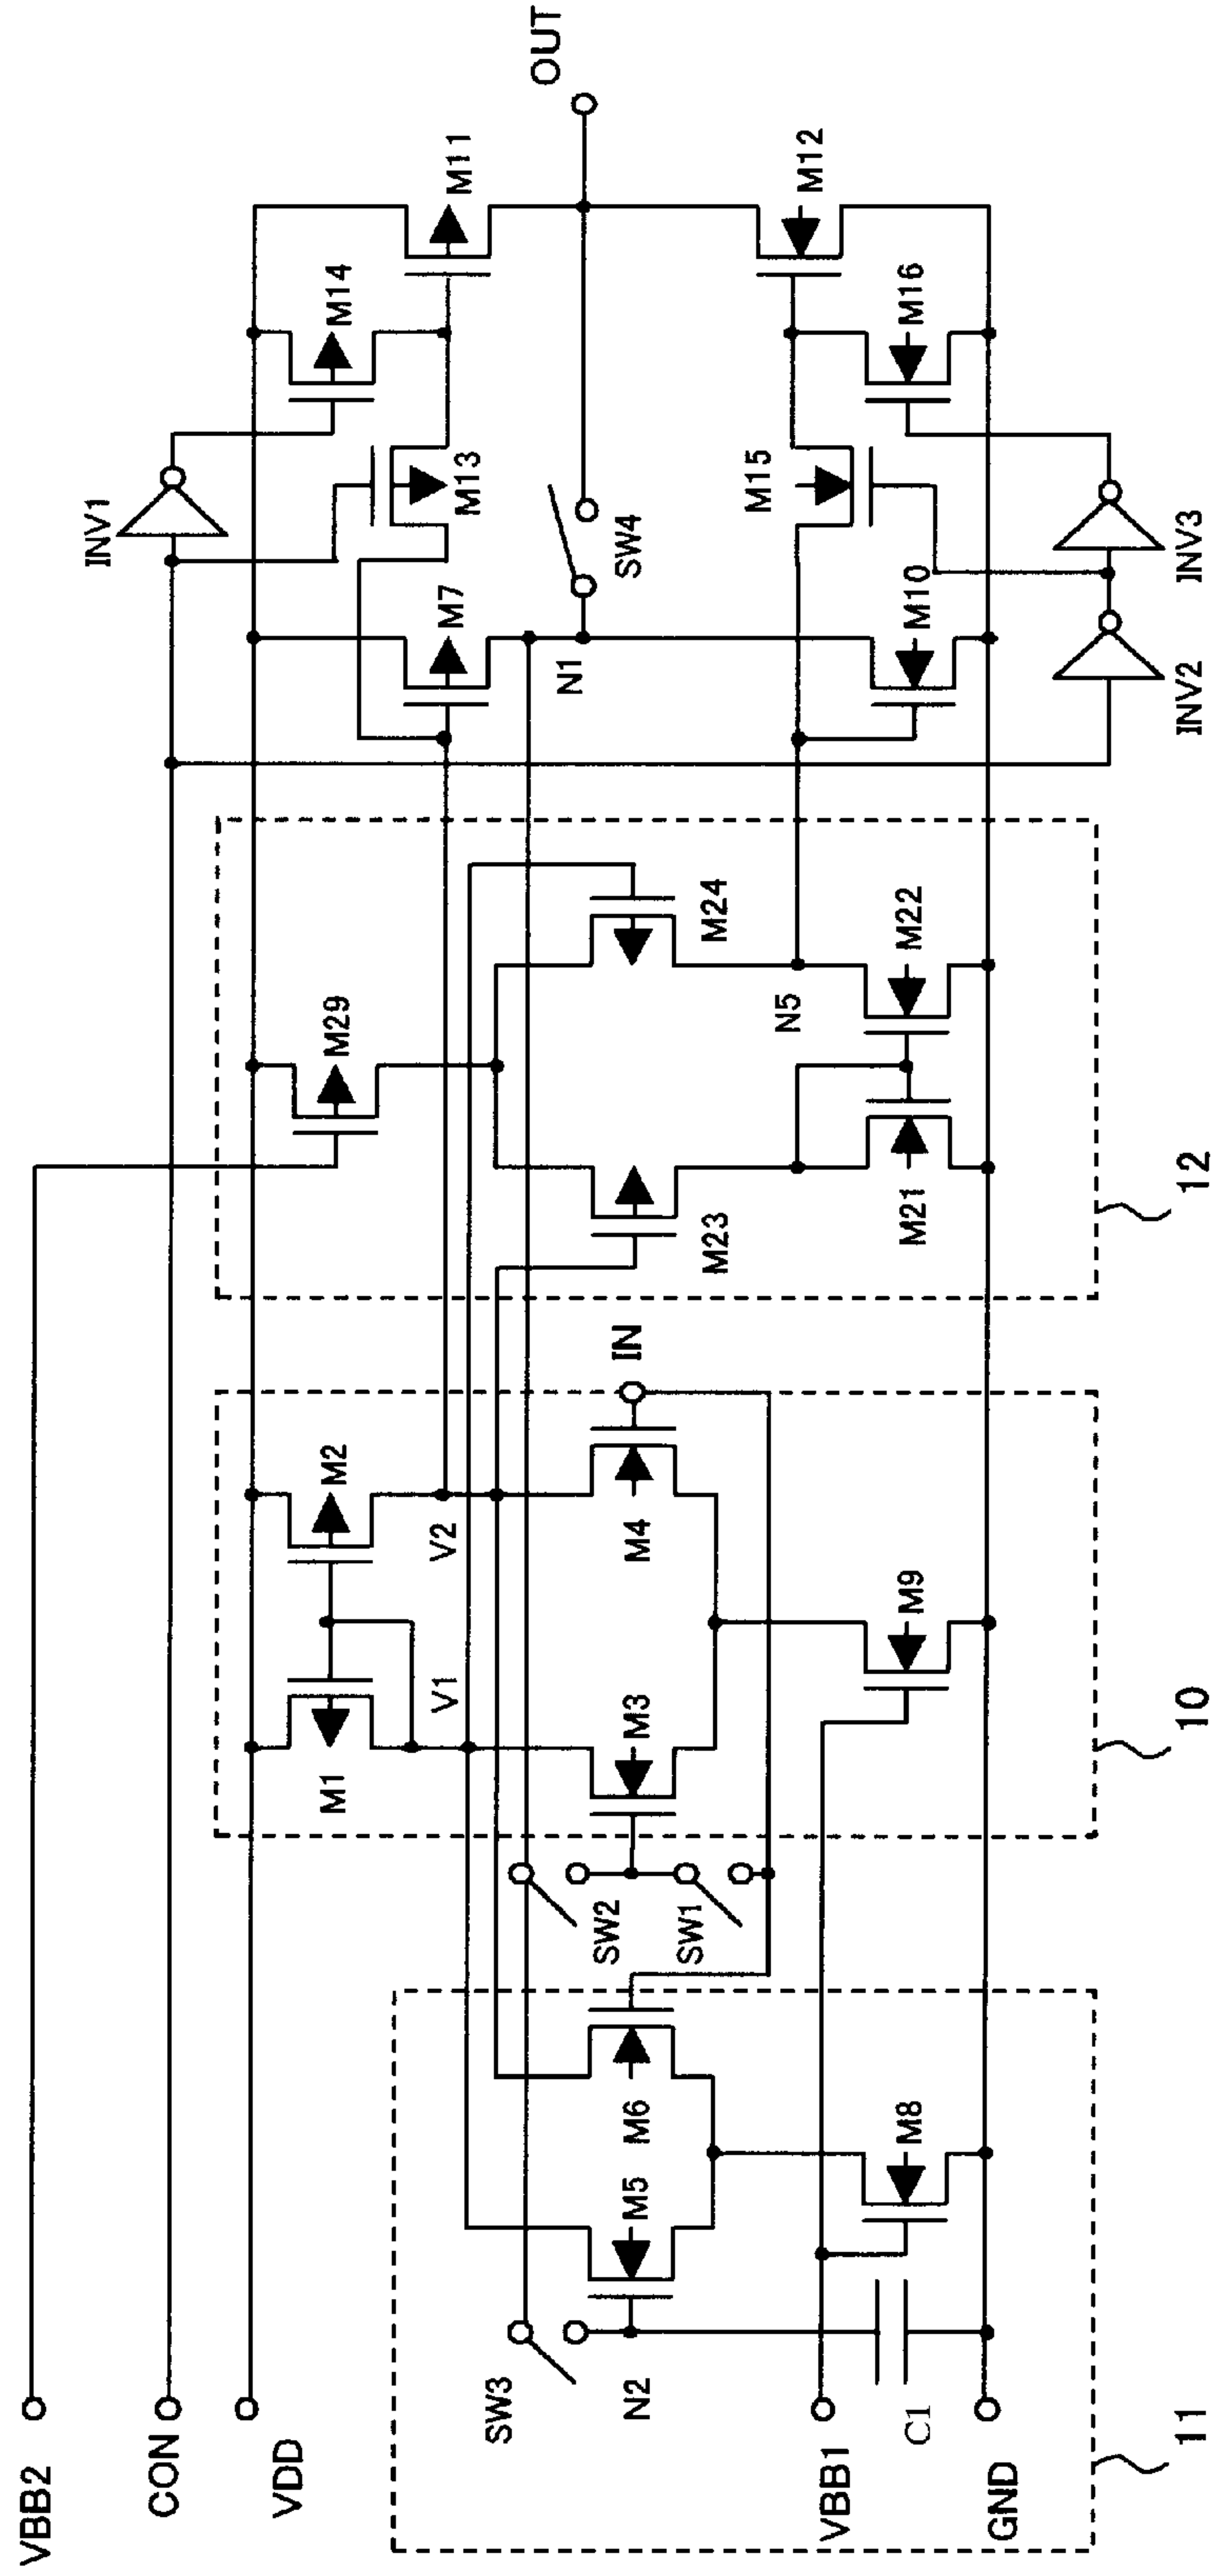 VBB2
CON
VDD
VBB1
GND
C1
11
SW3
N2
M5
M6
M8
SW2
SW1
M1
V1
M3
V2
M2
M4
M9
IN
10
M29
M23
M24
M21
M22
N5
12
INV1
M7
N1
M10
INV2
INV3
M13
M14
M15
M16
SW4
M11
M12
OUT